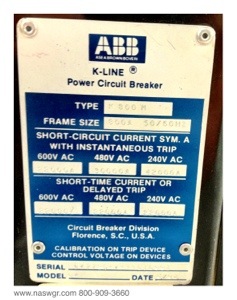 ABB
ASEA BROWN BOVERI
K-LINE ®
Power Circuit Breaker
TYPE
FRAME SIZE
SHORT-CIRCUIT CURRENT SYM. A
WITH INSTANTANEOUS TRIP
600V AC 480V AC 240V AC
SHORT-TIME CURRENT OR
DELAYED TRIP
600V AC 480V AC 240V AC
Circuit Breaker Division
Florence, S.C., U.S.A.
CALIBRATION ON TRIP DEVICE
CONTROL VOLTAGE ON DEVICES
SERIAL
MODEL DATE
www.naswgr.com 800-909-3660